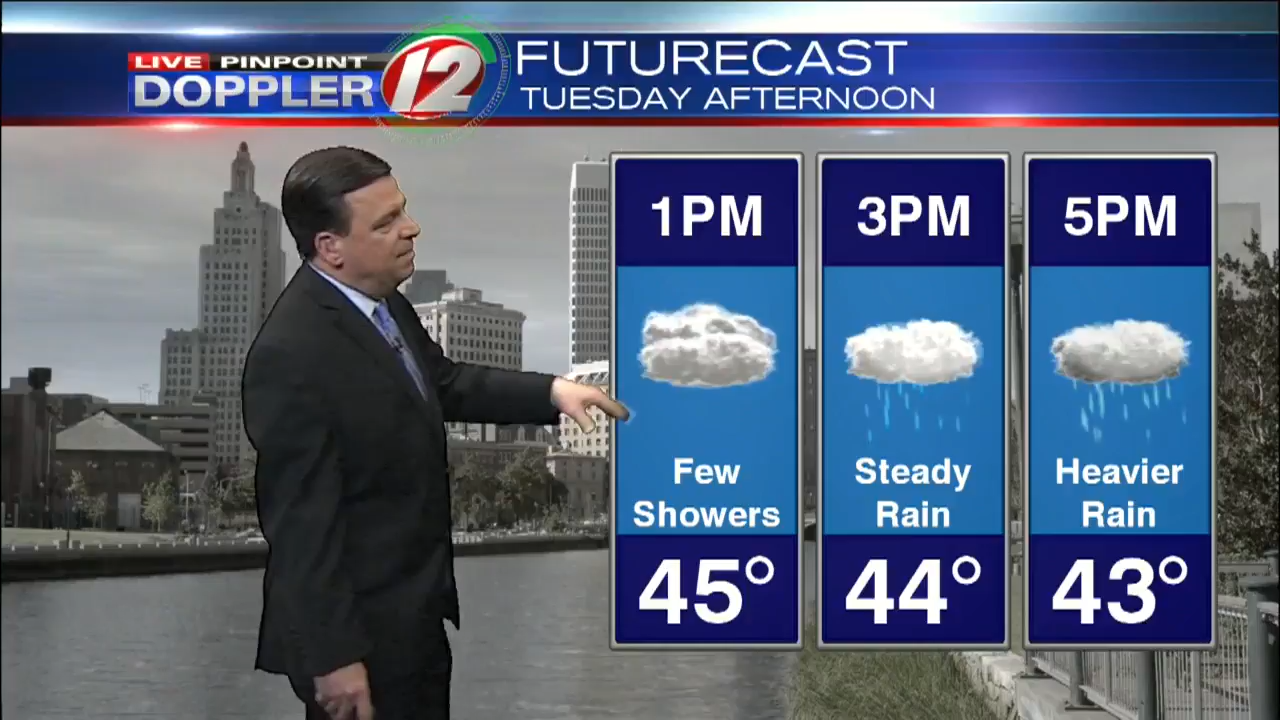 LIVE PINPOINT
DOPPLER 12
FUTURECAST
TUESDAY AFTERNOON
1PM
Few
Showers
45°
3PM
Steady
Rain
44°
5PM
Heavier
Rain
43°